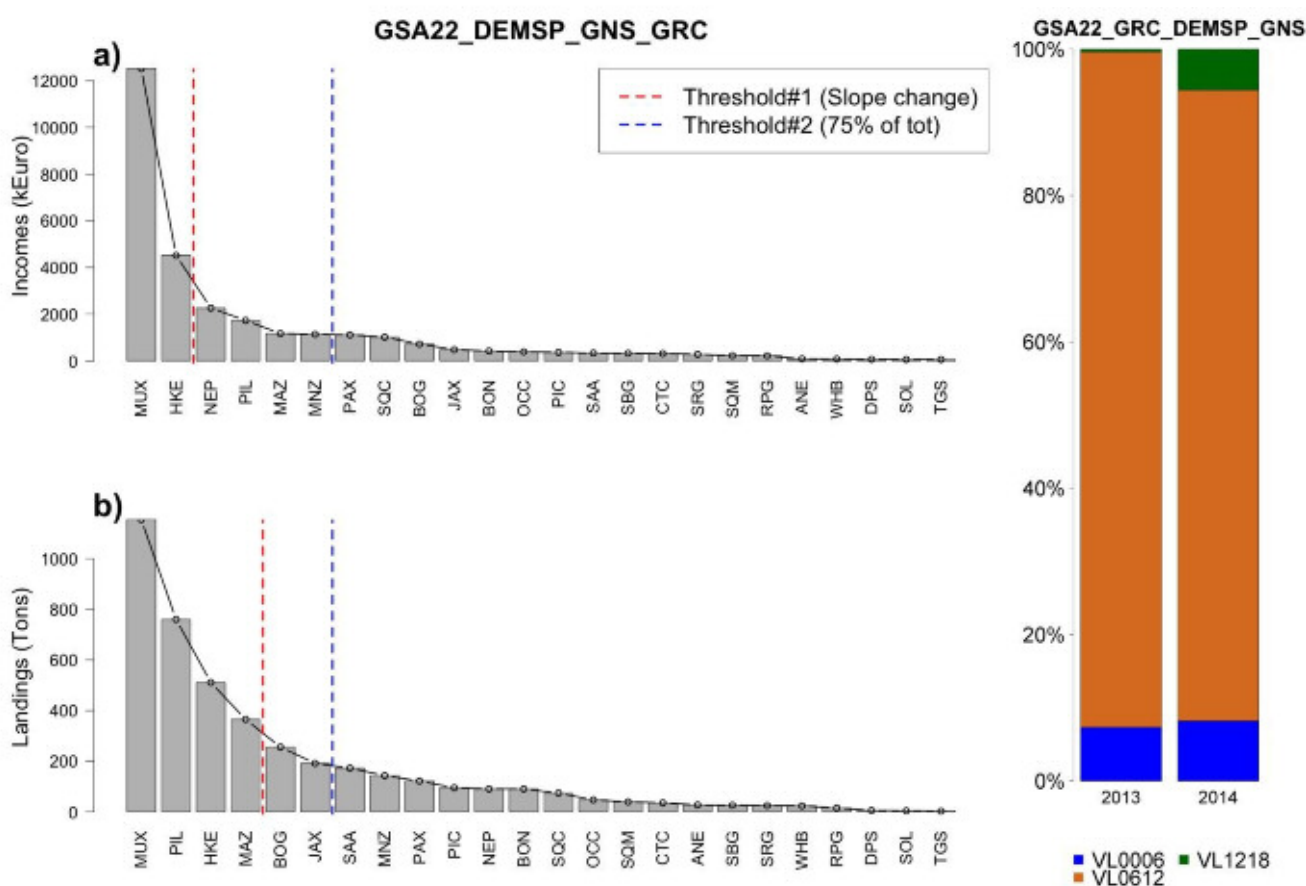 GSA22_DEMSP_GNS_GRC
a)
Incomes (kEuro)
12000
10000
8000
6000
4000
2000
0
Threshold#1 (Slope change)
Threshold#2 (75% of tot)
MUX HKE NEP PIL MAZ MNZ PAX SQC BOG JAX BON OCC PIC SAA SBG CTC SRG SQM RPG ANE WHB DPS SOL TGS
b)
Landings (Tons)
1000
800
600
400
200
0
MUX PIL HKE MAZ BOG JAX SAA MNZ PAX PIC NEP BON SQC OCC SQM CTC ANE SBG SRG WHB RPG DPS SOL TGS
GSA22_GRC_DEMSP_GNS
100%
80%
60%
40%
20%
0%
2013 2014
VL0006 VL1218
VL0612